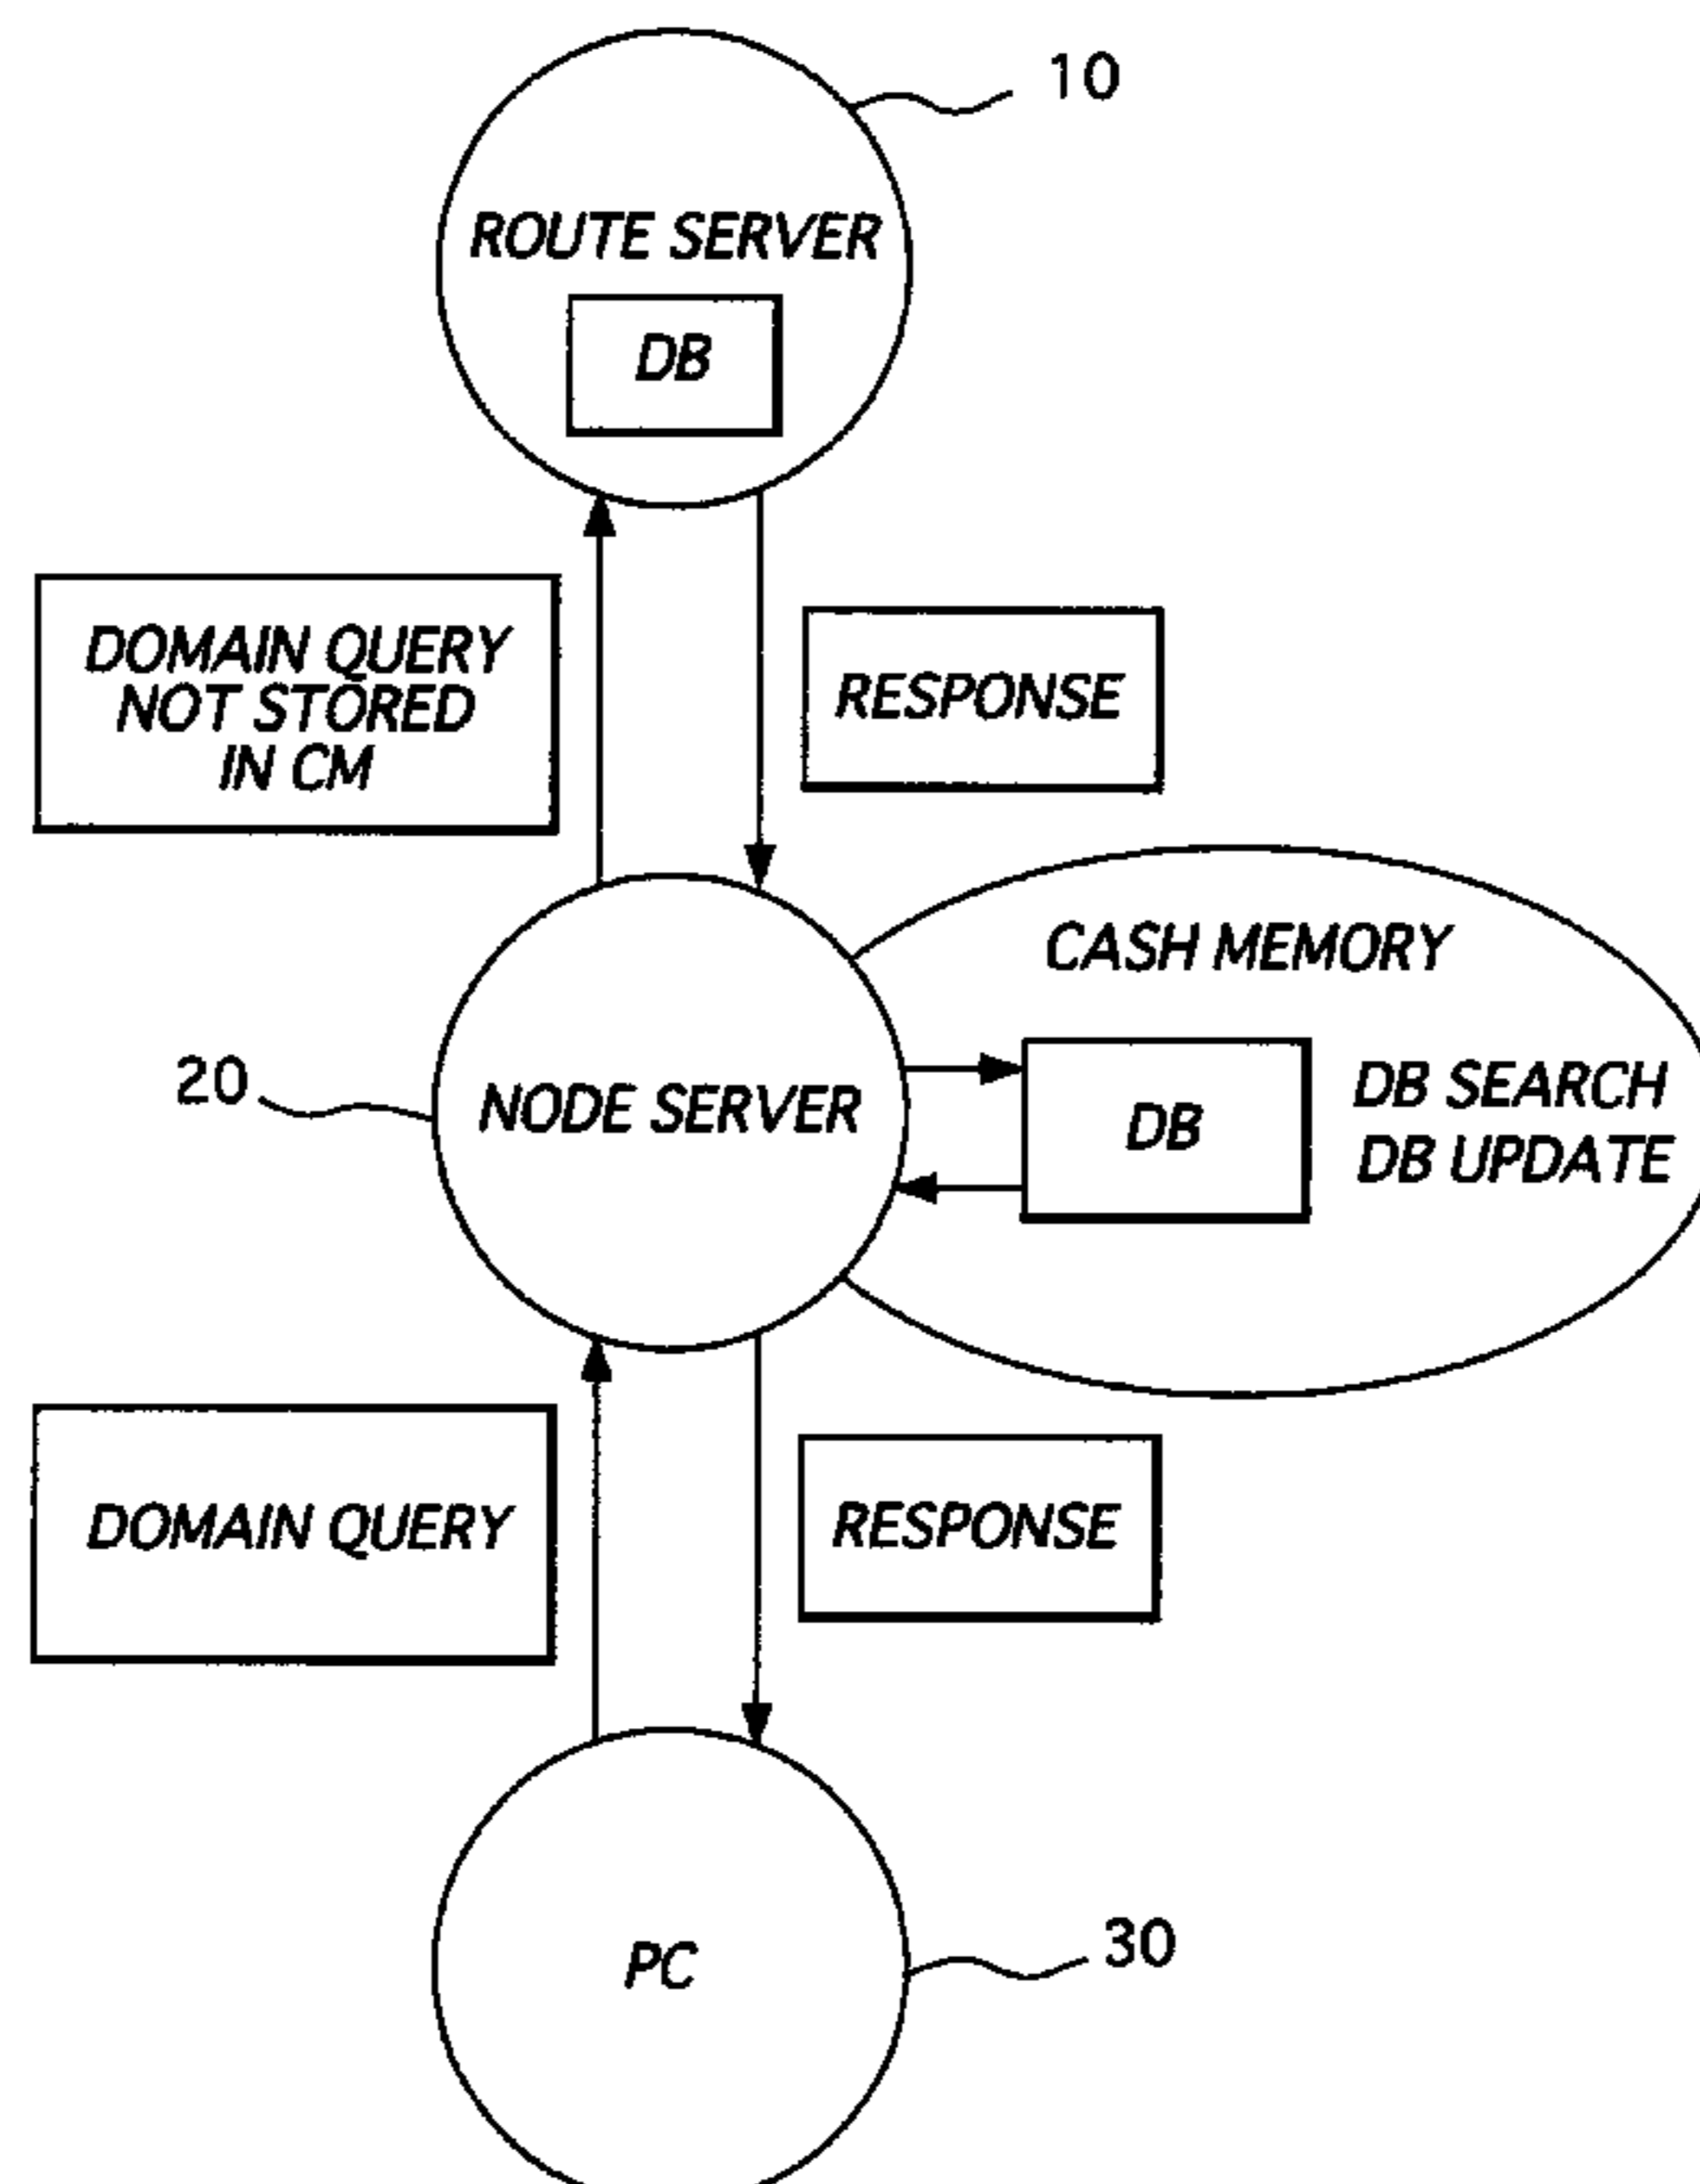 10
ROUTE SERVER
DB
DOMAIN QUERY
NOT STORED
IN CM
RESPONSE
CASH MEMORY
20
NODE SERVER
DB
DB SEARCH
DB UPDATE
DOMAIN QUERY
RESPONSE
PC
30